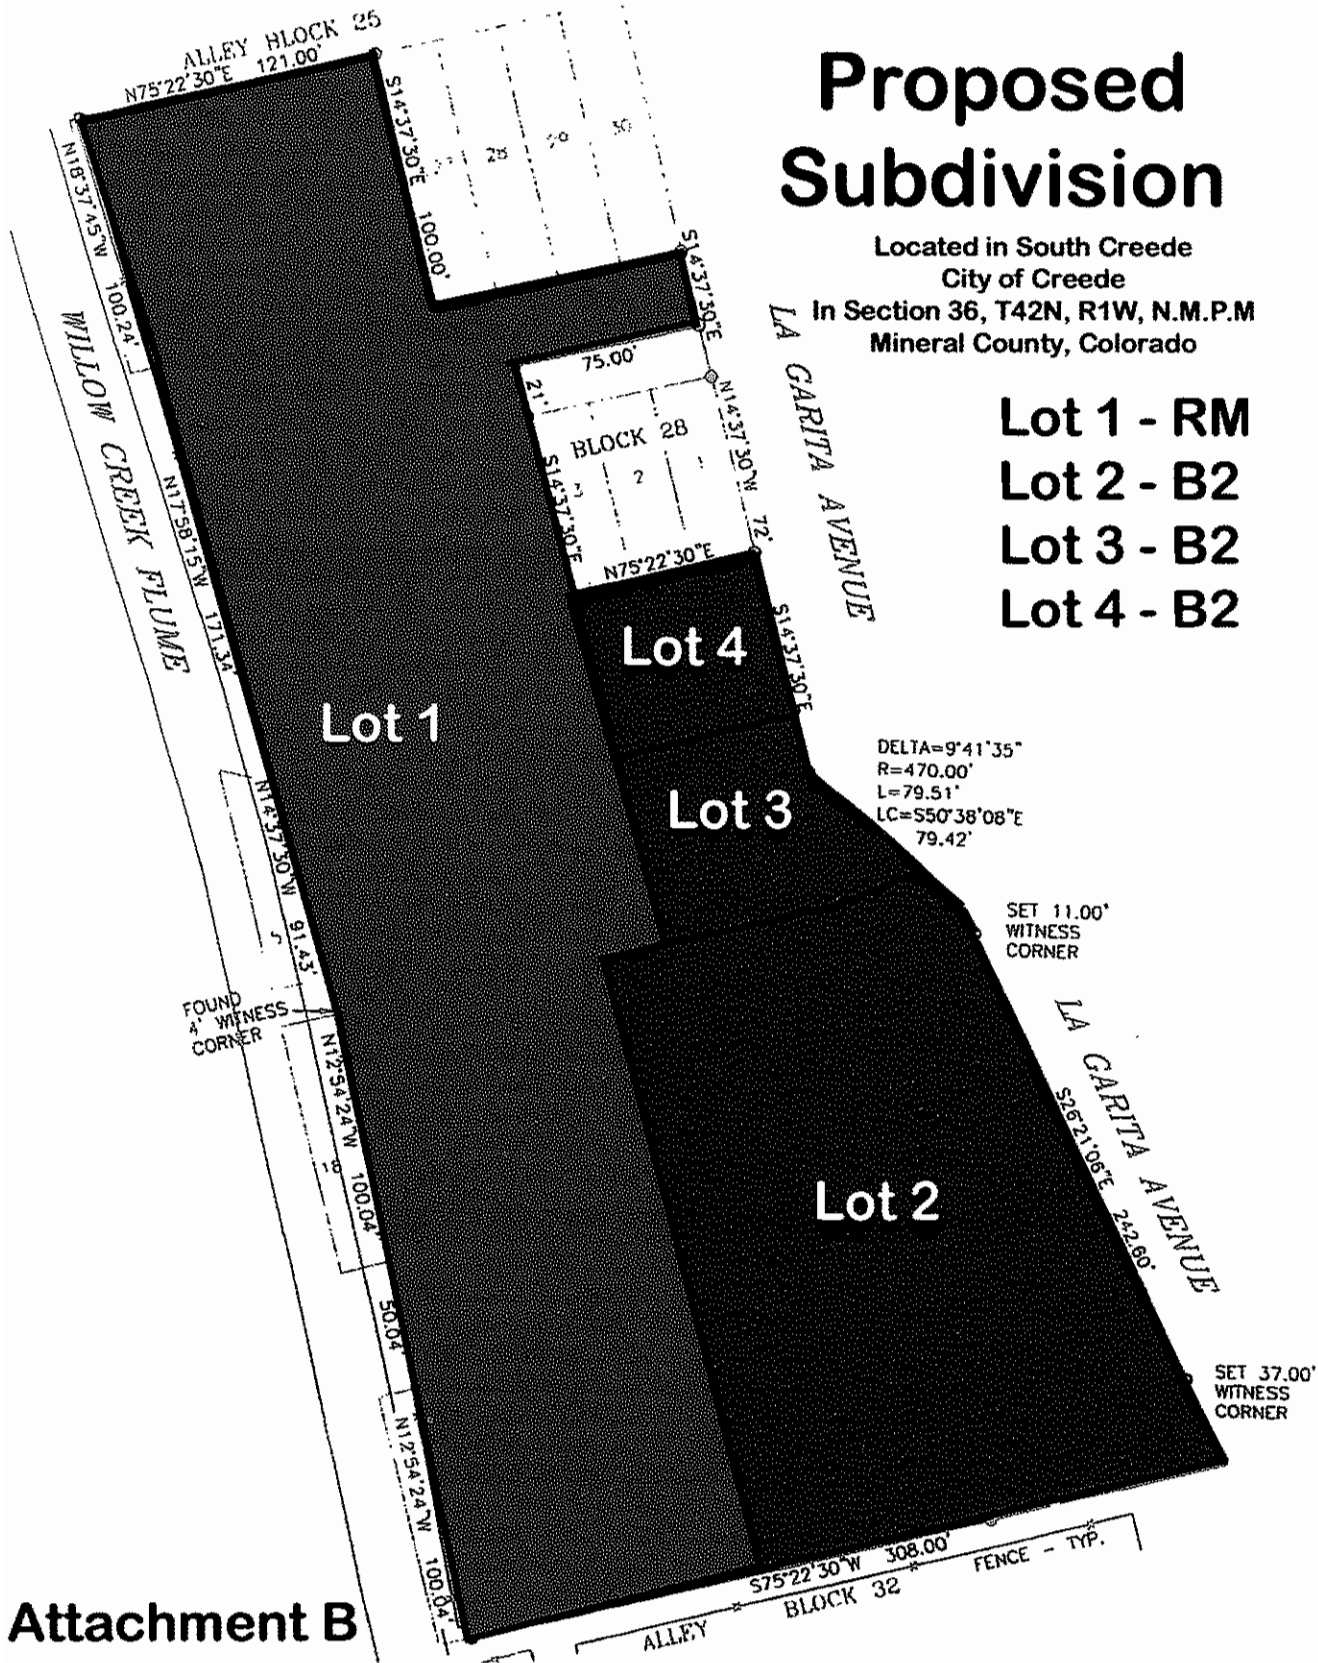 ALLEY BLOCK 25
N75°22'30"E 121.00'
Proposed
Subdivision
Located in South Creede
City of Creede
In Section 36, T42N, R1W, N.M.P.M
Mineral County, Colorado
Lot 1 - RM
Lot 2 - B2
Lot 3 - B2
Lot 4 - B2
S14°37'30"E 100.00'
28
29
30
S14°37'30"E
N18°37'45"W 100.24'
WILLOW CREEK FLUME
LA GARITA AVENUE
75.00'
21'
BLOCK 28
3
2
N14°37'30"W 72'
S14°37'30"E
N75°22'30"E
N17°58'15"W 171.34'
Lot 4
S14°37'30"E
Lot 1
Lot 3
DELTA=9°41'35"
R=470.00'
L=79.51'
LC=S50°38'08"E
79.42'
N14°37'30"W 91.43'
SET 11.00'
WITNESS
CORNER
FOUND
4' WITNESS
CORNER
N12°54'24"W 100.04'
18
LA GARITA AVENUE
S26°21'06"E 242.60'
Lot 2
50.04'
SET 37.00'
WITNESS
CORNER
N12°54'24"W 100.04'
S75°22'30"W 308.00'
FENCE - TYP.
ALLEY BLOCK 32
Attachment B